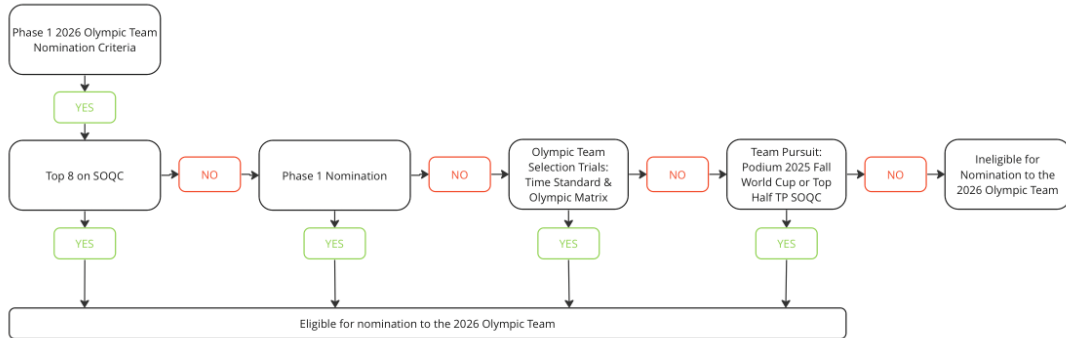 Phase 1 2026 Olympic Team
Nomination Criteria
YES
Top 8 on SOQC
NO
Phase 1 Nomination
NO
Olympic Team
Selection Trials:
Time Standard &
Olympic Matrix
NO
Team Pursuit:
Podium 2025 Fall
World Cup or Top
Half TP SOQC
NO
Ineligible for
Nomination to the
2026 Olympic Team
YES
YES
YES
YES
Eligible for nomination to the 2026 Olympic Team